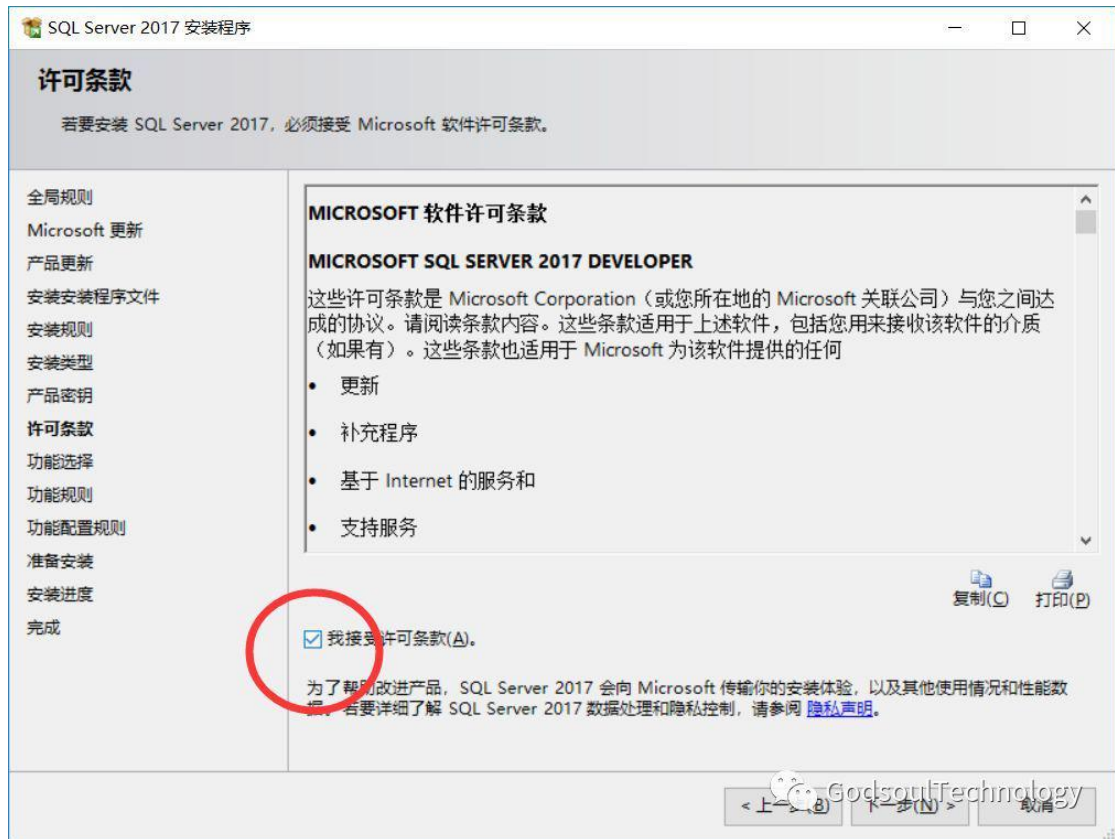 SQL Server 2017 安装程序
许可条款
若要安装 SQL Server 2017，必须接受 Microsoft 软件许可条款。
全局规则
Microsoft 更新
产品更新
安装安装程序文件
安装规则
安装类型
产品密钥
许可条款
功能选择
功能规则
功能配置规则
准备安装
安装进度
完成
MICROSOFT 软件许可条款
MICROSOFT SQL SERVER 2017 DEVELOPER
这些许可条款是 Microsoft Corporation（或您所在地的 Microsoft 关联公司）与您之间达
成的协议。请阅读条款内容。这些条款适用于上述软件，包括您用来接收该软件的介质
（如果有）。这些条款也适用于 Microsoft 为该软件提供的任何
• 更新
• 补充程序
• 基于 Internet 的服务和
• 支持服务
复制(C) 打印(P)
我接受许可条款(A)。
为了帮助改进产品，SQL Server 2017 会向 Microsoft 传输你的安装体验，以及其他使用情况和性能数
据。若要详细了解 SQL Server 2017 数据处理和隐私控制，请参阅 隐私声明。
< 上一步(B) 下一步(N) > 取消
GodsoulTechnology